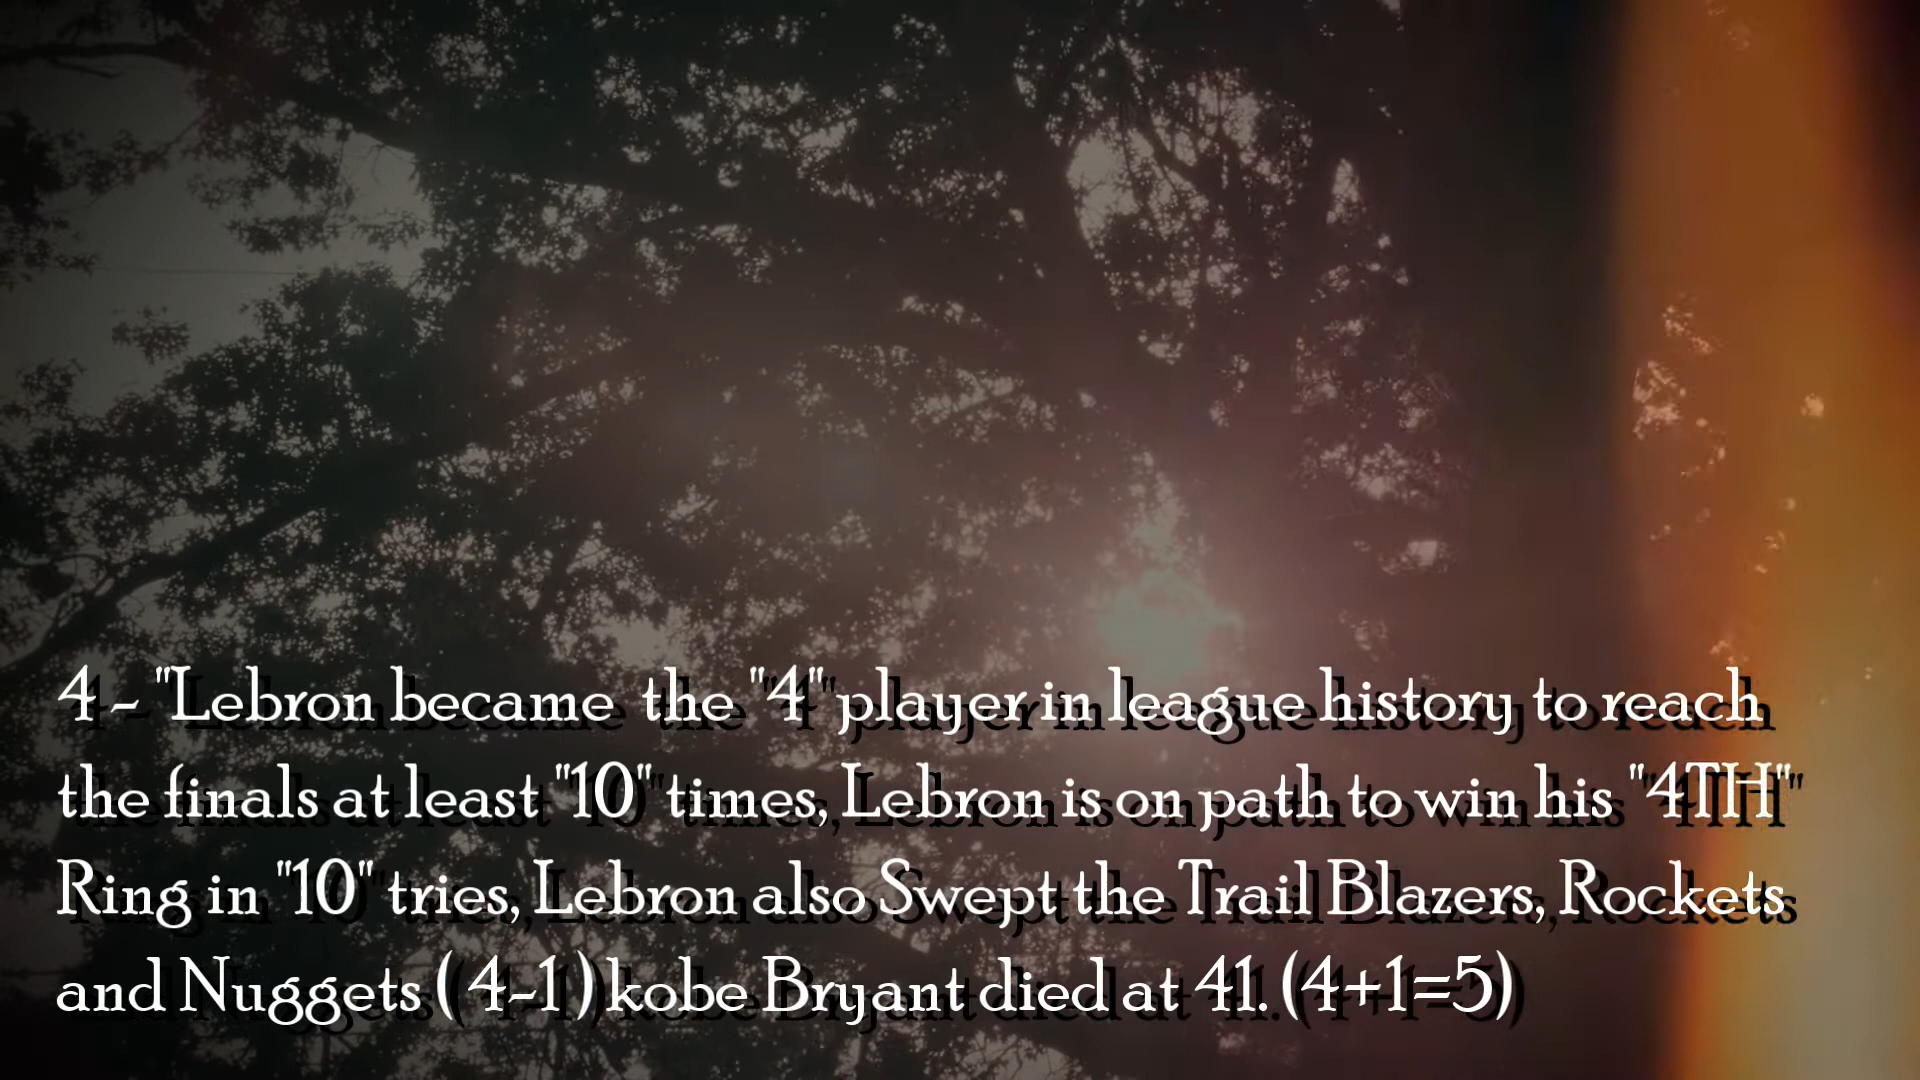 4 - "Lebron became the "4" player in league history to reach
the finals at least "10" times, Lebron is on path to win his "4TH"
Ring in "10" tries, Lebron also Swept the Trail Blazers, Rockets
and Nuggets ( 4-1 ) kobe Bryant died at 41. (4+1=5)